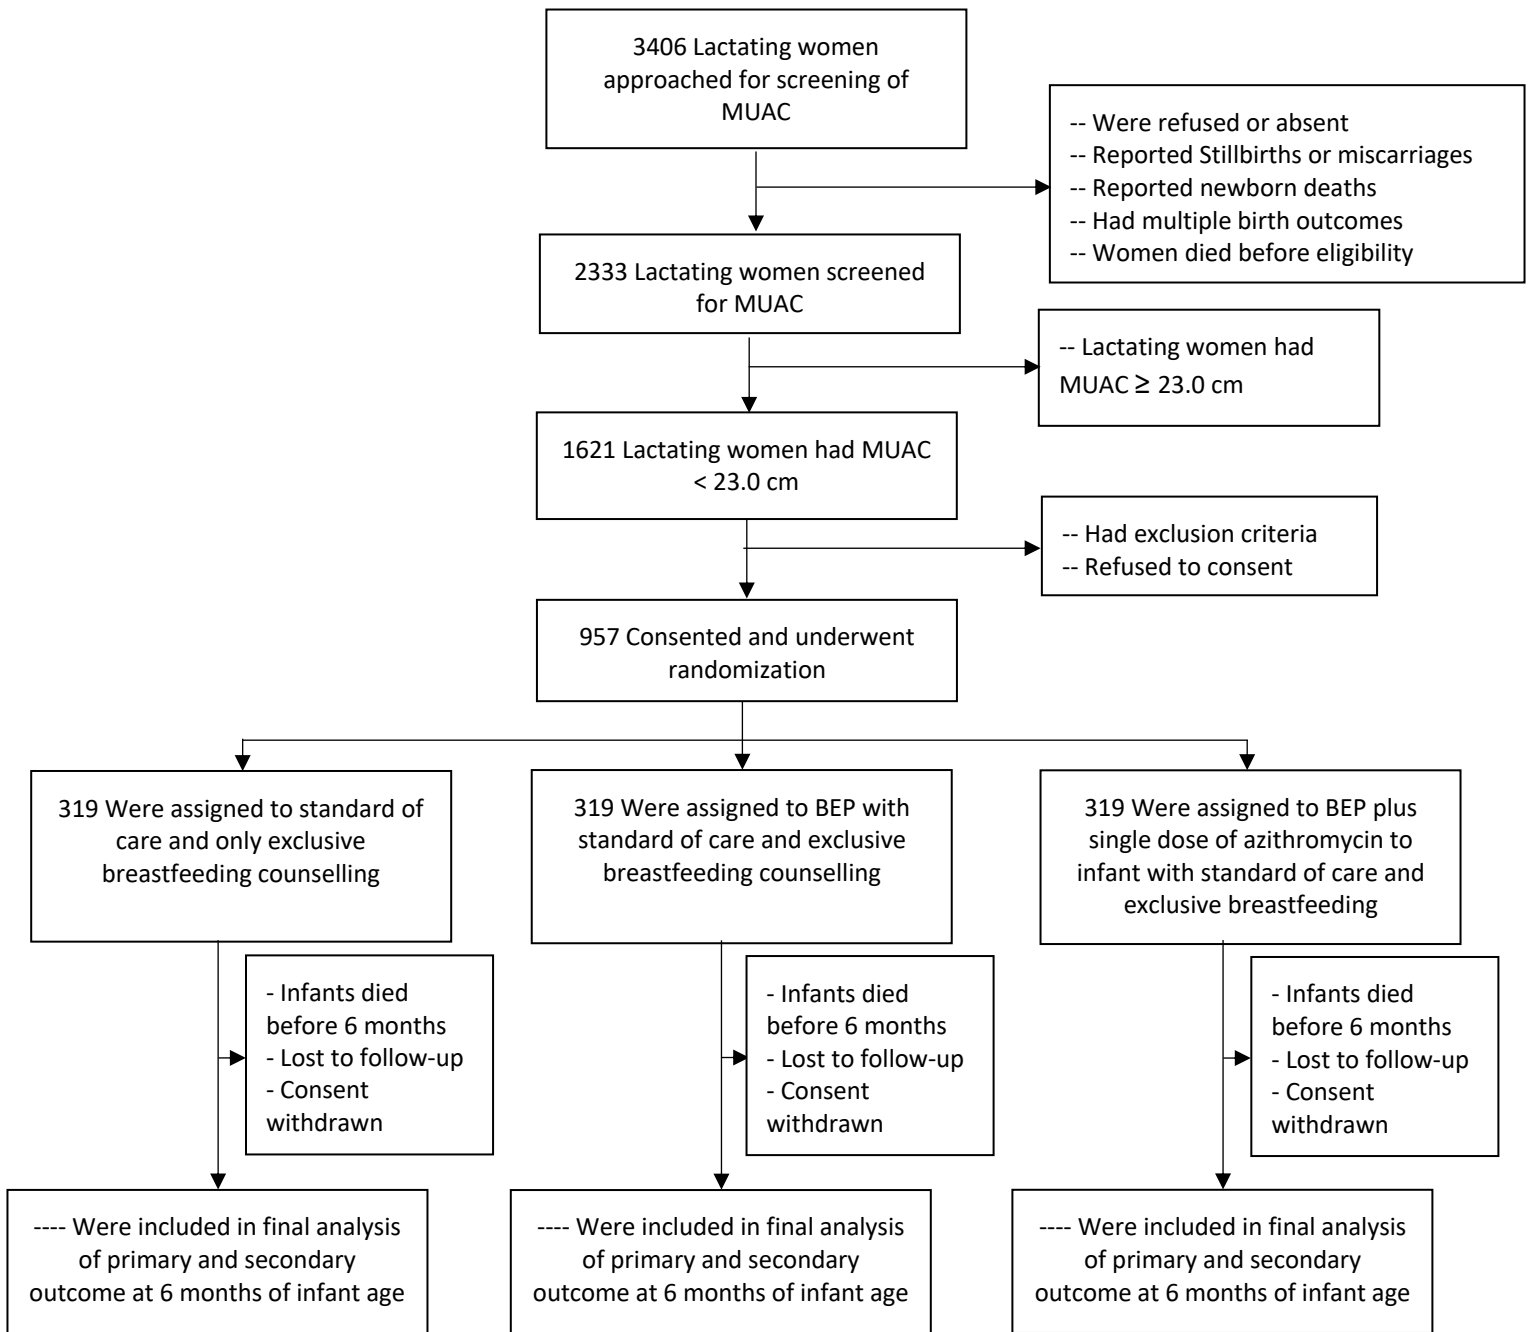 3406 Lactating women
approached for screening of
MUAC
-- Were refused or absent
-- Reported Stillbirths or miscarriages
-- Reported newborn deaths
-- Had multiple birth outcomes
-- Women died before eligibility
2333 Lactating women screened
for MUAC
-- Lactating women had
MUAC ≥ 23.0 cm
1621 Lactating women had MUAC
< 23.0 cm
-- Had exclusion criteria
-- Refused to consent
957 Consented and underwent
randomization
319 Were assigned to standard of
care and only exclusive
breastfeeding counselling
319 Were assigned to BEP with
standard of care and exclusive
breastfeeding counselling
319 Were assigned to BEP plus
single dose of azithromycin to
infant with standard of care and
exclusive breastfeeding
- Infants died
before 6 months
- Lost to follow-up
- Consent
withdrawn
- Infants died
before 6 months
- Lost to follow-up
- Consent
withdrawn
- Infants died
before 6 months
- Lost to follow-up
- Consent
withdrawn
---- Were included in final analysis
of primary and secondary
outcome at 6 months of infant age
---- Were included in final analysis
of primary and secondary
outcome at 6 months of infant age
---- Were included in final analysis
of primary and secondary
outcome at 6 months of infant age